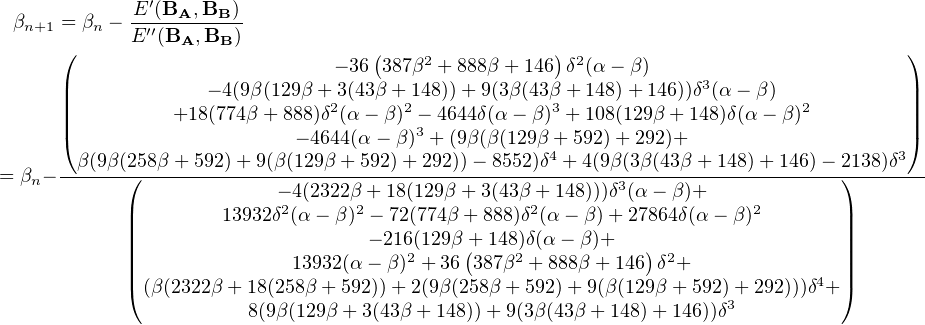 βₙ₊₁ = βₙ − E′(B_A, B_B) / E′′(B_A, B_B)
−36 (387β² + 888β + 146) δ²(α − β)
−4(9β(129β + 3(43β + 148)) + 9(3β(43β + 148) + 146))δ³(α − β)
+18(774β + 888)δ²(α − β)² − 4644δ(α − β)³ + 108(129β + 148)δ(α − β)²
−4644(α − β)³ + (9β(β(129β + 592) + 292)+
β(9β(258β + 592) + 9(β(129β + 592) + 292)) − 8552)δ⁴ + 4(9β(3β(43β + 148) + 146) − 2138)δ³
= βₙ −
−4(2322β + 18(129β + 3(43β + 148)))δ³(α − β)+
13932δ²(α − β)² − 72(774β + 888)δ²(α − β) + 27864δ(α − β)²
−216(129β + 148)δ(α − β)+
13932(α − β)² + 36 (387β² + 888β + 146) δ²+
(β(2322β + 18(258β + 592)) + 2(9β(258β + 592) + 9(β(129β + 592) + 292)))δ⁴+
8(9β(129β + 3(43β + 148)) + 9(3β(43β + 148) + 146))δ³